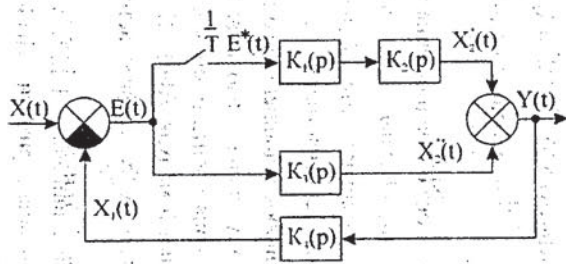 1/T E*(t)
K₁(p)
K₂(p)
X₂'(t)
X(t)
E(t)
Y(t)
K₃(p)
X₂''(t)
X₁(t)
K₄(p)